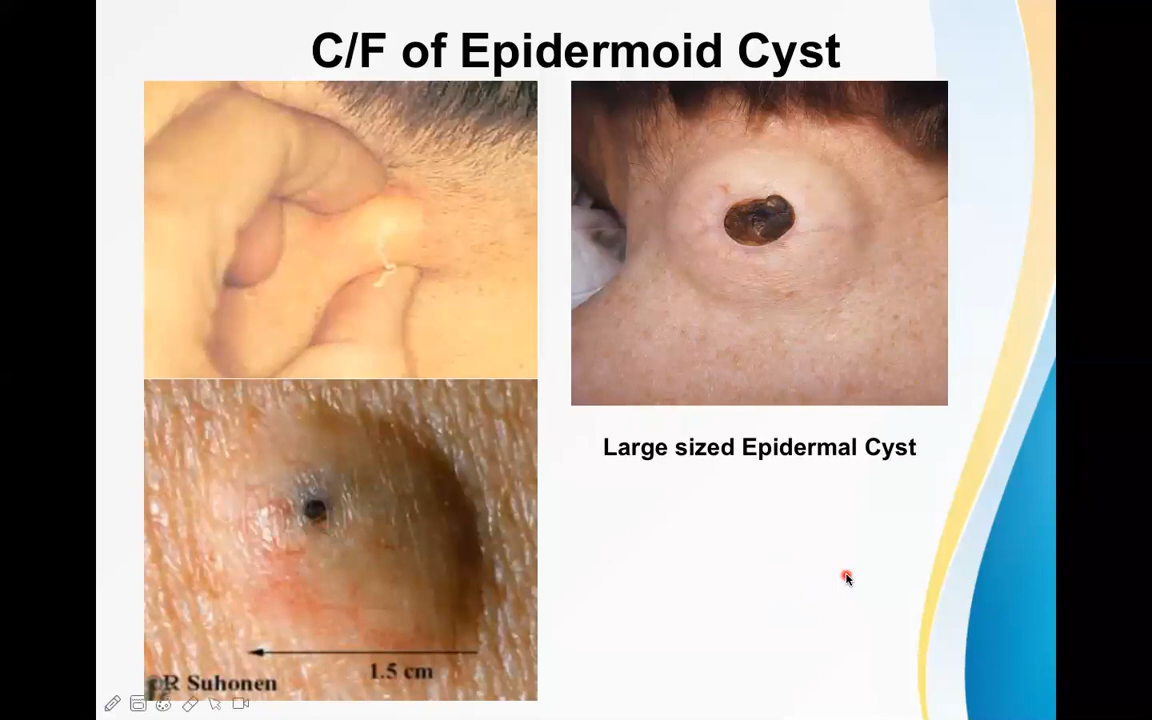 C/F of Epidermoid Cyst
Large sized Epidermal Cyst
1.5 cm
©R Suhonen